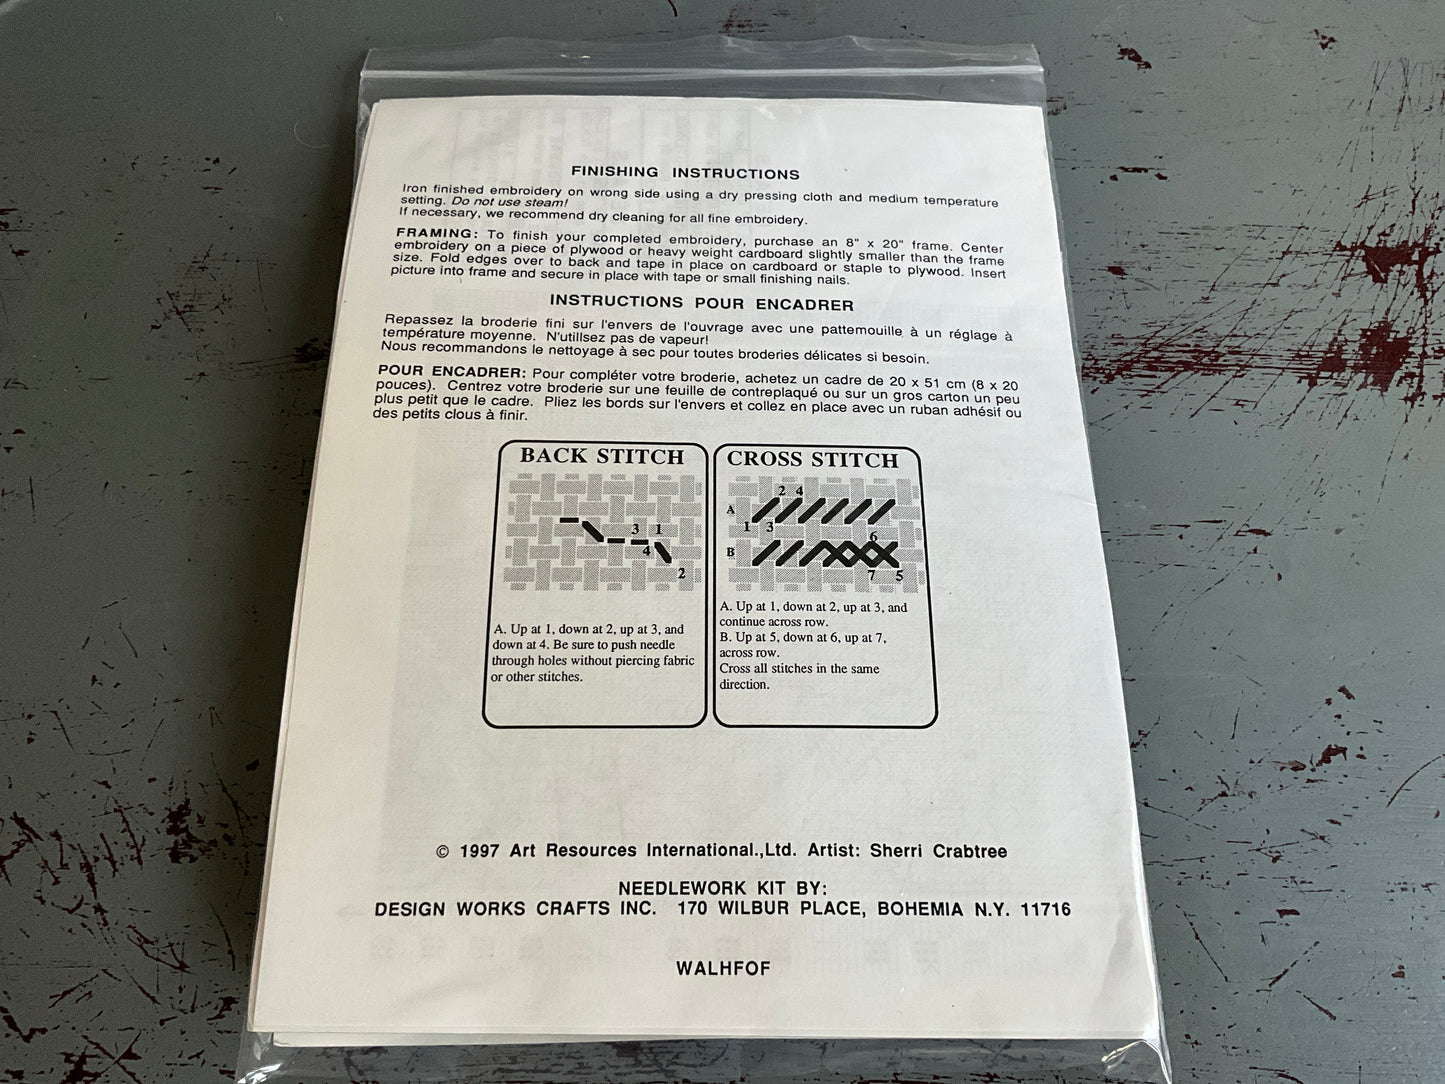 FINISHING INSTRUCTIONS
Iron finished embroidery on wrong side using a dry pressing cloth and medium temperature
setting. Do not use steam!
If necessary, we recommend dry cleaning for all fine embroidery.
FRAMING: To finish your completed embroidery, purchase an 8" x 20" frame. Center
embroidery on a piece of plywood or heavy weight cardboard slightly smaller than the frame
size. Fold edges over to back and tape in place on cardboard or staple to plywood. Insert
picture into frame and secure in place with tape or small finishing nails.
INSTRUCTIONS POUR ENCADRER
Repassez la broderie fini sur l'envers de l'ouvrage avec une pattemouille à un réglage à
température moyenne. N'utillsez pas de vapeur!
Nous recommandons le nettoyage à sec pour toutes broderies délicates si besoin.
POUR ENCADRER: Pour compléter votre broderie, achetez un cadre de 20 x 51 cm (8 x 20
pouces). Centrez votre broderie sur une feuille de contreplaqué ou sur un gros carton un peu
plus petit que le cadre. Pliez les bords sur l'envers et collez en place avec un ruban adhésif ou
des petits clous à finir.
BACK STITCH
3 1
4
2
A. Up at 1, down at 2, up at 3, and
down at 4. Be sure to push needle
through holes without piercing fabric
or other stitches.
CROSS STITCH
2 4
A
1 3
6
B
7 5
A. Up at 1, down at 2, up at 3, and
continue across row.
B. Up at 5, down at 6, up at 7,
across row.
Cross all stitches in the same
direction.
© 1997 Art Resources International.,Ltd. Artist: Sherri Crabtree
NEEDLEWORK KIT BY:
DESIGN WORKS CRAFTS INC. 170 WILBUR PLACE, BOHEMIA N.Y. 11716
WALHFOF